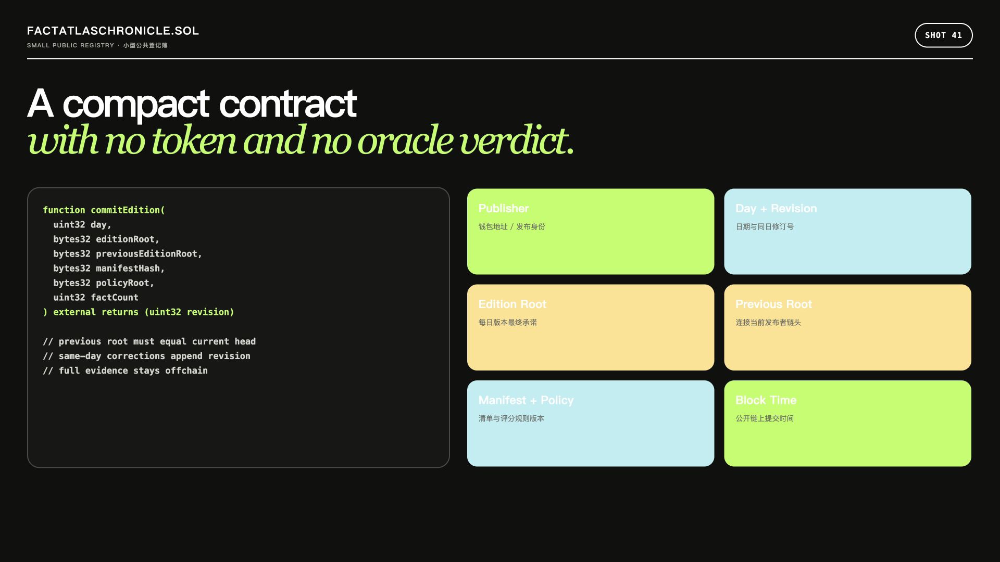 FACTATLASCHRONICLE.SOL
SMALL PUBLIC REGISTRY · 小型公共登记簿
SHOT 41
A compact contract
with no token and no oracle verdict.
function commitEdition(
  uint32 day,
  bytes32 editionRoot,
  bytes32 previousEditionRoot,
  bytes32 manifestHash,
  bytes32 policyRoot,
  uint32 factCount
) external returns (uint32 revision)
// previous root must equal current head
// same-day corrections append revision
// full evidence stays offchain
Publisher
钱包地址 / 发布身份
Day + Revision
日期与同日修订号
Edition Root
每日版本最终承诺
Previous Root
连接当前发布者链头
Manifest + Policy
清单与评分规则版本
Block Time
公开链上提交时间